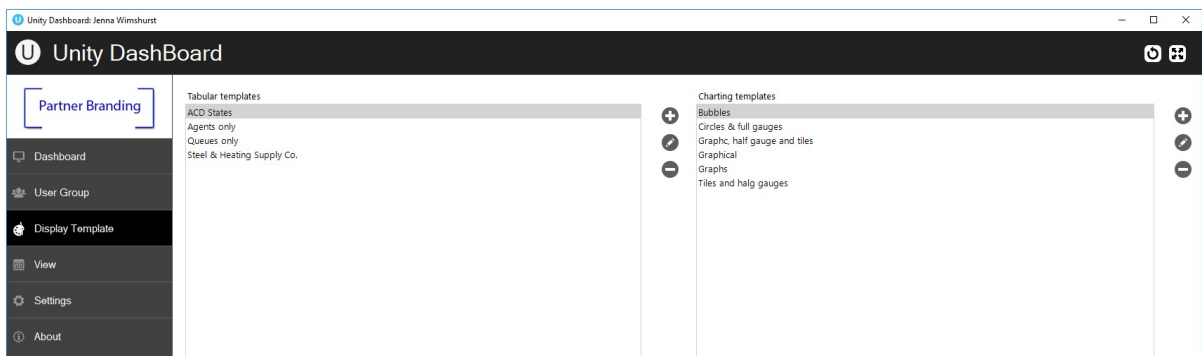 Unity Dashboard: Jenna Wimshurst
U Unity DashBoard
Partner Branding
Dashboard
User Group
Display Template
View
Settings
About
Tabular templates
ACD States
Agents only
Queues only
Steel & Heating Supply Co.
Charting templates
Bubbles
Circles & full gauges
Graphc, half gauge and tiles
Graphical
Graphs
Tiles and halg gauges